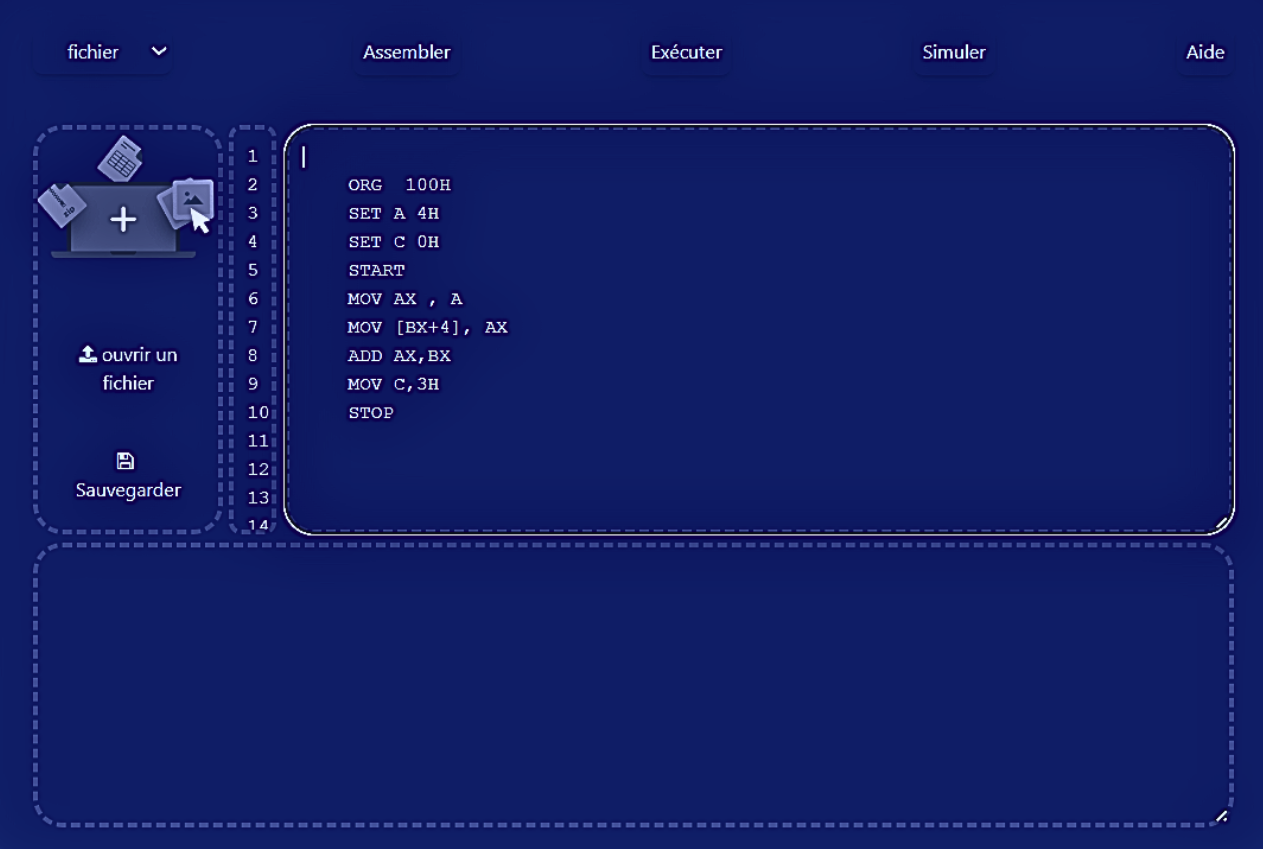 fichier
Assembler
Exécuter
Simuler
Aide
ouvrir un
fichier
Sauvegarder
1
2 ORG  100H
3 SET A 4H
4 SET C 0H
5 START
6 MOV AX , A
7 MOV [BX+4], AX
8 ADD AX,BX
9 MOV C,3H
10 STOP
11
12
13
14